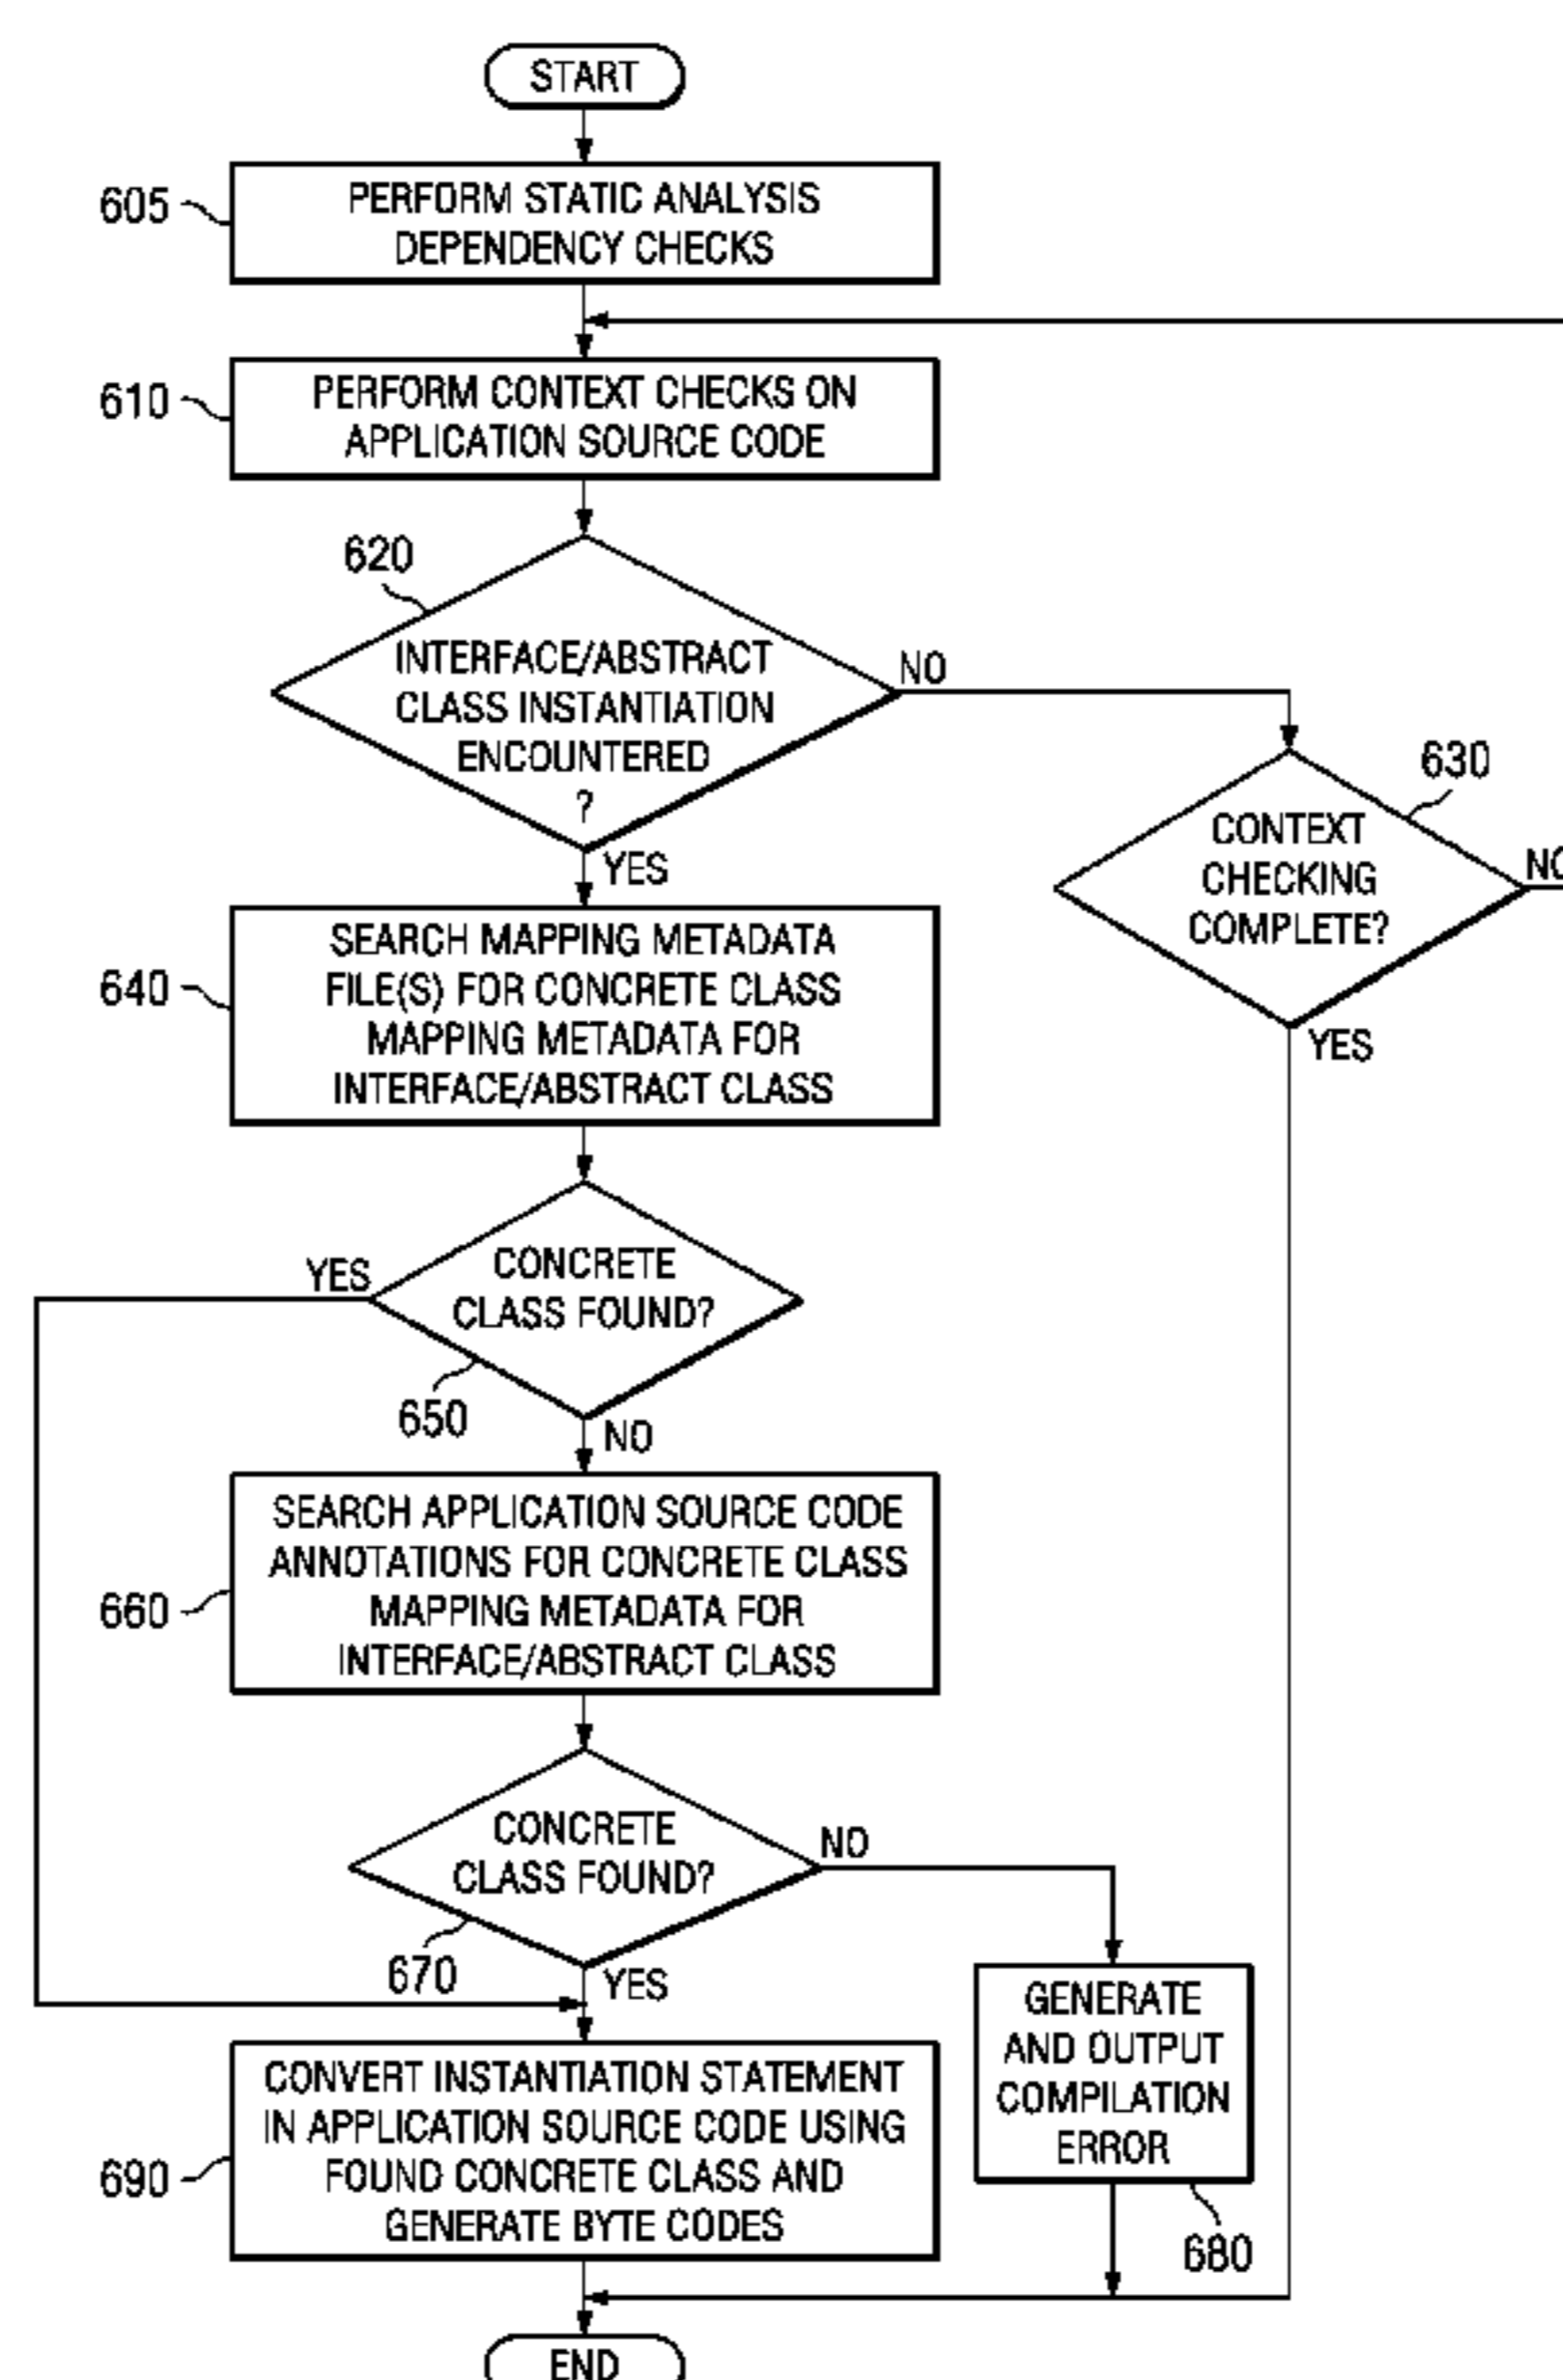 START
605
PERFORM STATIC ANALYSIS
DEPENDENCY CHECKS
610
PERFORM CONTEXT CHECKS ON
APPLICATION SOURCE CODE
620
INTERFACE/ABSTRACT
CLASS INSTANTIATION
ENCOUNTERED
?
NO
YES
630
CONTEXT
CHECKING
COMPLETE?
NO
YES
640
SEARCH MAPPING METADATA
FILE(S) FOR CONCRETE CLASS
MAPPING METADATA FOR
INTERFACE/ABSTRACT CLASS
YES
CONCRETE
CLASS FOUND?
650
NO
660
SEARCH APPLICATION SOURCE CODE
ANNOTATIONS FOR CONCRETE CLASS
MAPPING METADATA FOR
INTERFACE/ABSTRACT CLASS
CONCRETE
CLASS FOUND?
NO
670
YES
GENERATE
AND OUTPUT
COMPILATION
ERROR
680
690
CONVERT INSTANTIATION STATEMENT
IN APPLICATION SOURCE CODE USING
FOUND CONCRETE CLASS AND
GENERATE BYTE CODES
END